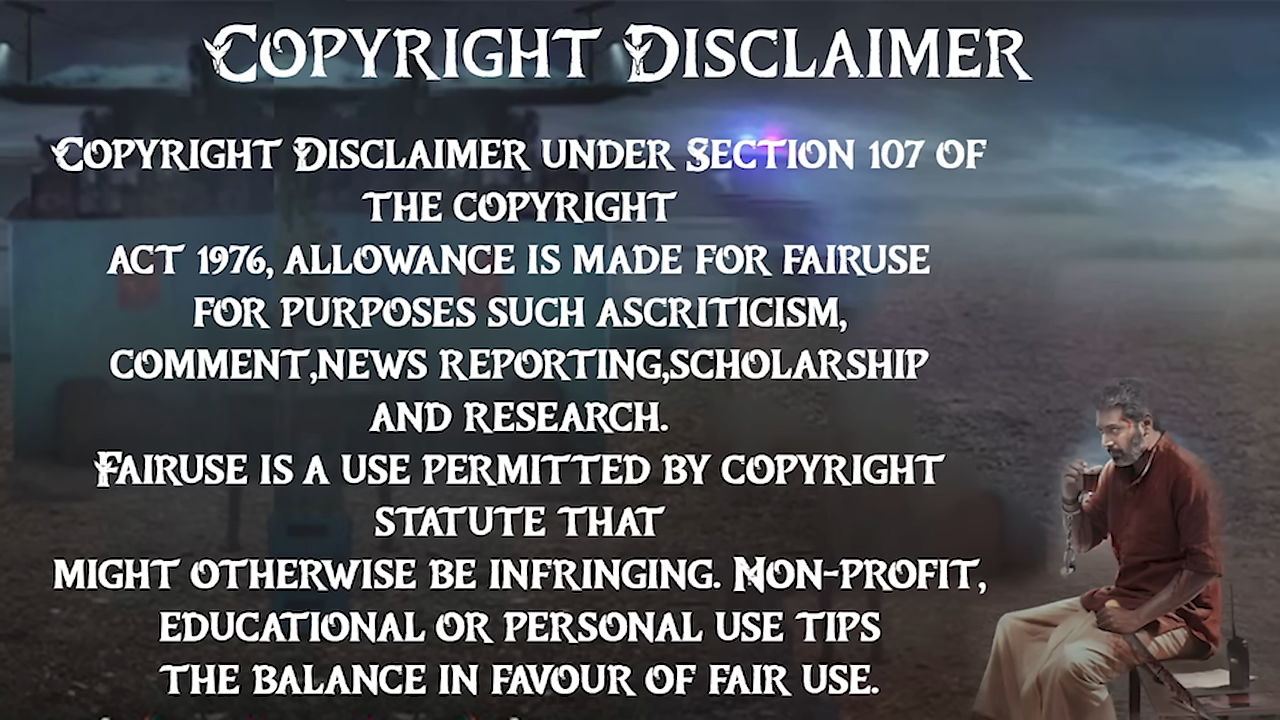 Copyright Disclaimer
Copyright Disclaimer under Section 107 of
the copyright
act 1976, allowance is made for fairuse
for purposes such ascriticism,
comment,news reporting,scholarship
and research.
Fairuse is a use permitted by copyright
statute that
might otherwise be infringing. Non-profit,
educational or personal use tips
the balance in favour of fair use.